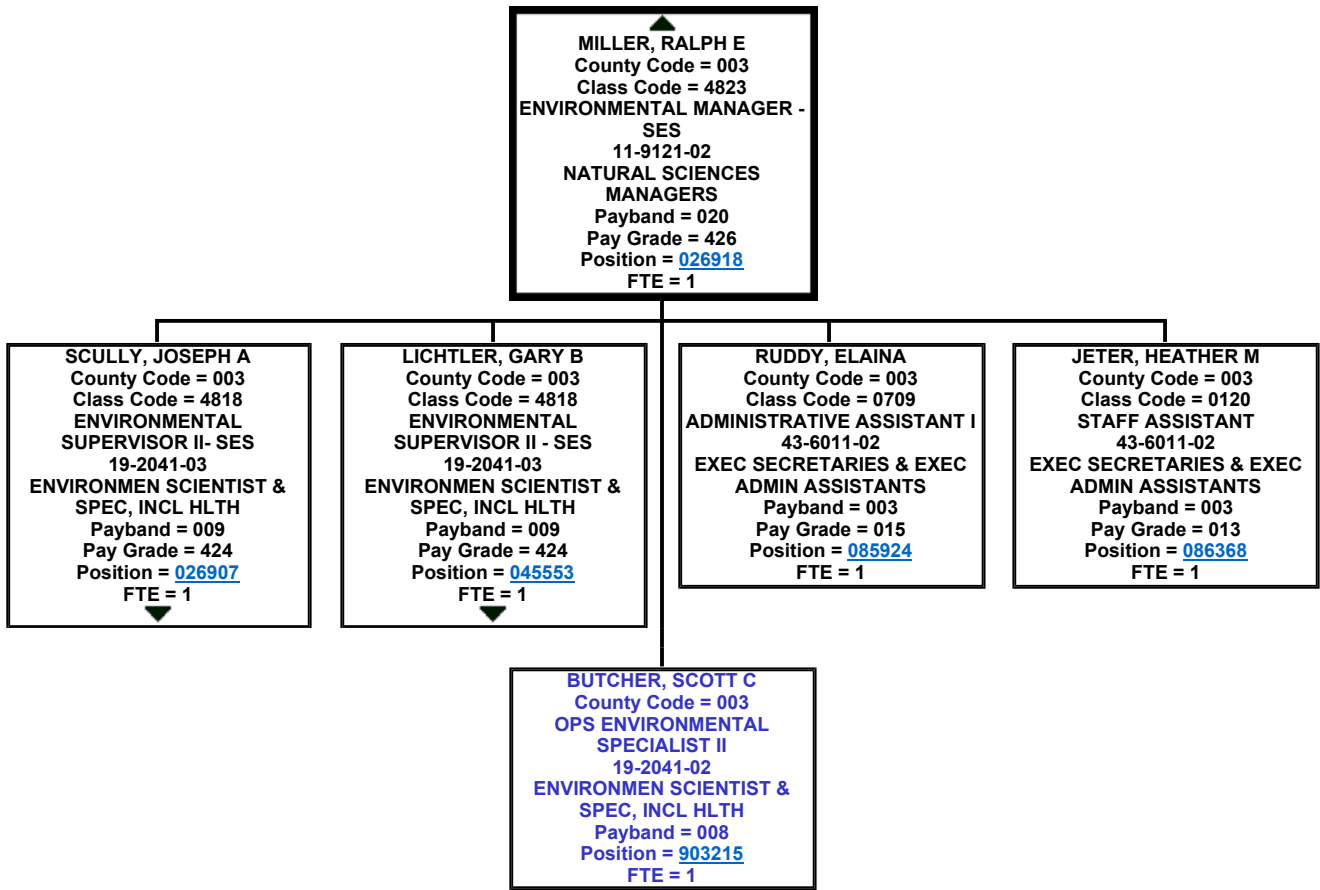 MILLER, RALPH E
County Code = 003
Class Code = 4823
ENVIRONMENTAL MANAGER -
SES
11-9121-02
NATURAL SCIENCES
MANAGERS
Payband = 020
Pay Grade = 426
Position = 026918
FTE = 1
SCULLY, JOSEPH A
County Code = 003
Class Code = 4818
ENVIRONMENTAL
SUPERVISOR II- SES
19-2041-03
ENVIRONMEN SCIENTIST &
SPEC, INCL HLTH
Payband = 009
Pay Grade = 424
Position = 026907
FTE = 1
LICHTLER, GARY B
County Code = 003
Class Code = 4818
ENVIRONMENTAL
SUPERVISOR II - SES
19-2041-03
ENVIRONMEN SCIENTIST &
SPEC, INCL HLTH
Payband = 009
Pay Grade = 424
Position = 045553
FTE = 1
RUDDY, ELAINA
County Code = 003
Class Code = 0709
ADMINISTRATIVE ASSISTANT I
43-6011-02
EXEC SECRETARIES & EXEC
ADMIN ASSISTANTS
Payband = 003
Pay Grade = 015
Position = 085924
FTE = 1
JETER, HEATHER M
County Code = 003
Class Code = 0120
STAFF ASSISTANT
43-6011-02
EXEC SECRETARIES & EXEC
ADMIN ASSISTANTS
Payband = 003
Pay Grade = 013
Position = 086368
FTE = 1
BUTCHER, SCOTT C
County Code = 003
OPS ENVIRONMENTAL
SPECIALIST II
19-2041-02
ENVIRONMEN SCIENTIST &
SPEC, INCL HLTH
Payband = 008
Position = 903215
FTE = 1